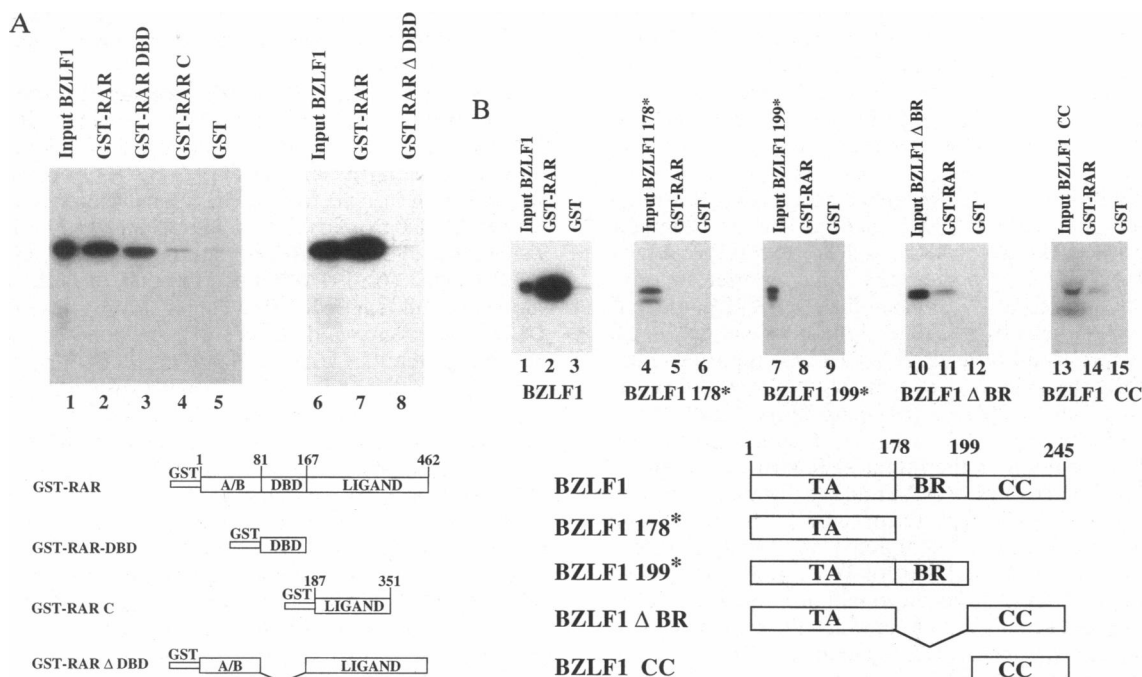 A
Input BZLF1
GST-RAR
GST-RAR DBD
GST-RAR C
GST
Input BZLF1
GST-RAR
GST RAR Δ DBD
1 2 3 4 5
6 7 8
1 81 167 462
GST
GST-RAR A/B DBD LIGAND
GST
GST-RAR-DBD DBD
GST 187 351
GST-RAR C LIGAND
GST
GST-RAR Δ DBD A/B LIGAND
B
Input BZLF1
GST-RAR
GST
Input BZLF1 178*
GST-RAR
GST
Input BZLF1 199*
GST-RAR
GST
Input BZLF1 Δ BR
GST-RAR
GST
Input BZLF1 CC
GST-RAR
GST
1 2 3
BZLF1
4 5 6
BZLF1 178*
7 8 9
BZLF1 199*
10 11 12
BZLF1 Δ BR
13 14 15
BZLF1 CC
1 178 199 245
BZLF1 TA BR CC
BZLF1 178* TA
BZLF1 199* TA BR
BZLF1 Δ BR TA CC
BZLF1 CC CC